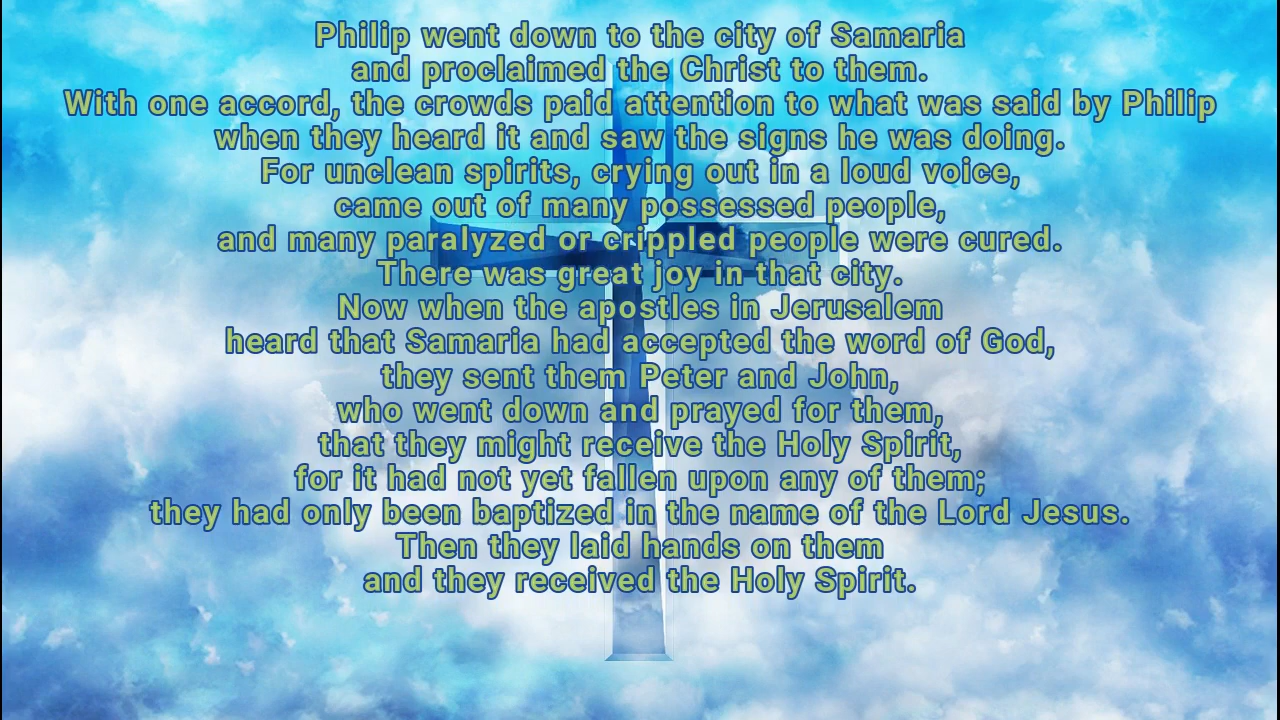 Philip went down to the city of Samaria
and proclaimed the Christ to them.
With one accord, the crowds paid attention to what was said by Philip
when they heard it and saw the signs he was doing.
For unclean spirits, crying out in a loud voice,
came out of many possessed people,
and many paralyzed or crippled people were cured.
There was great joy in that city.
Now when the apostles in Jerusalem
heard that Samaria had accepted the word of God,
they sent them Peter and John,
who went down and prayed for them,
that they might receive the Holy Spirit,
for it had not yet fallen upon any of them;
they had only been baptized in the name of the Lord Jesus.
Then they laid hands on them
and they received the Holy Spirit.